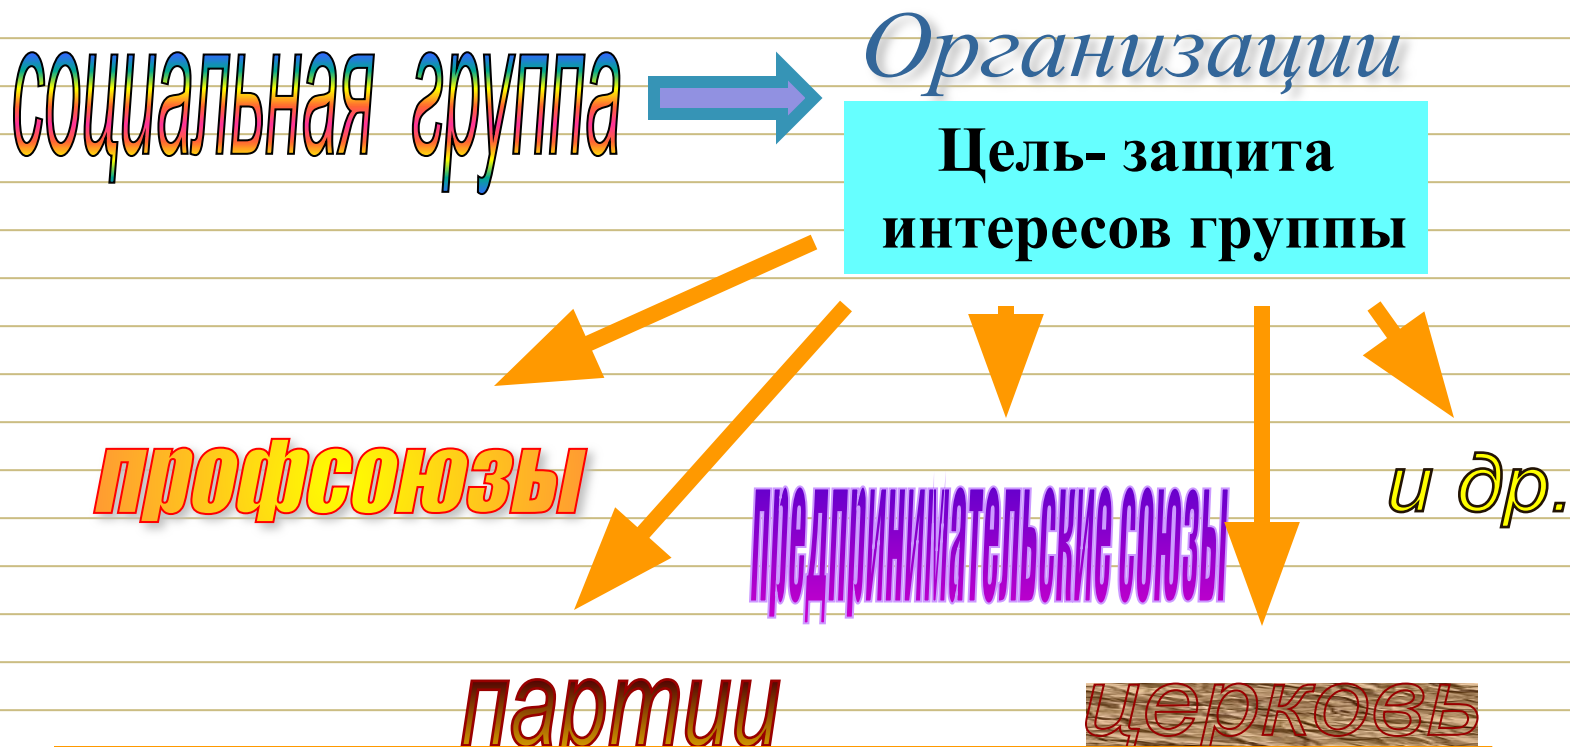 социальная группа
Организации
Цель- защита
интересов группы
профсоюзы
предпринимательские союзы
и др.
партии
церковь